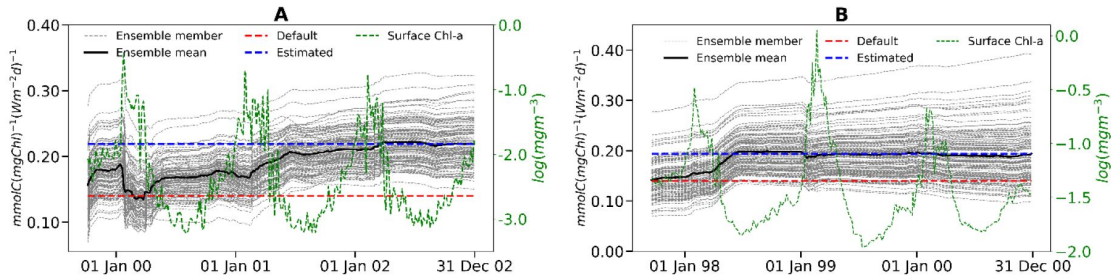 A
0.40
0.30
0.20
0.10
mmolC(mgChl)⁻¹(Wm⁻²d)⁻¹
Ensemble member
Ensemble mean
Default
Estimated
Surface Chl-a
0.0
−1.0
−2.0
−3.0
log(mgm⁻³)
01 Jan 00
01 Jan 01
01 Jan 02
31 Dec 02
B
0.40
0.30
0.20
0.10
0.00
mmolC(mgChl)⁻¹(Wm⁻²d)⁻¹
Ensemble member
Ensemble mean
Default
Estimated
Surface Chl-a
0.0
−0.5
−1.0
−1.5
−2.0
log(mgm⁻³)
01 Jan 98
01 Jan 99
01 Jan 00
31 Dec 00